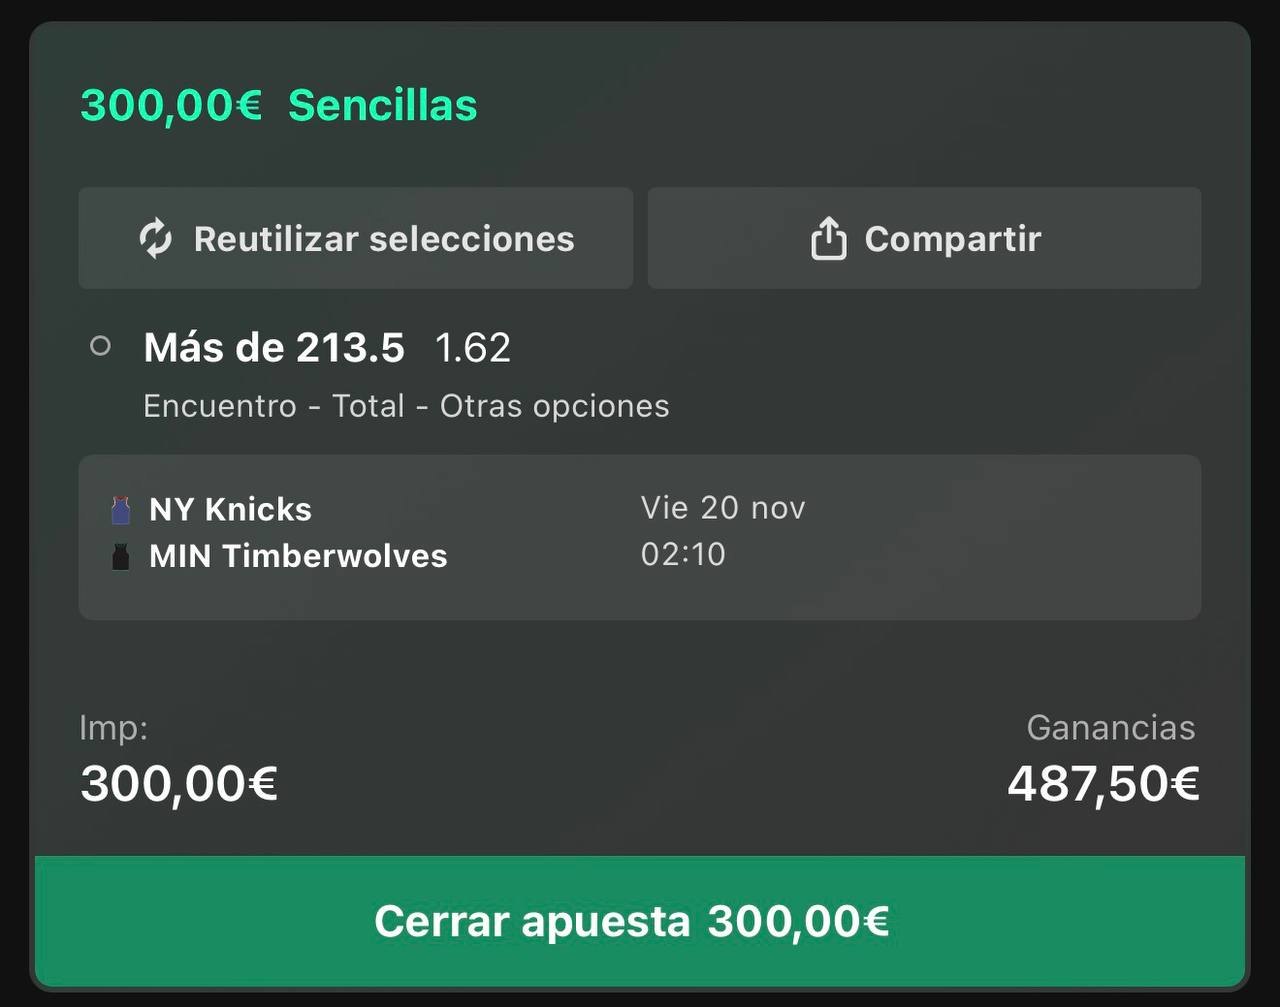 300,00€ Sencillas
Reutilizar selecciones
Compartir
Más de 213.5 1.62
Encuentro - Total - Otras opciones
NY Knicks
MIN Timberwolves
Vie 20 nov
02:10
Imp:
300,00€
Ganancias
487,50€
Cerrar apuesta 300,00€